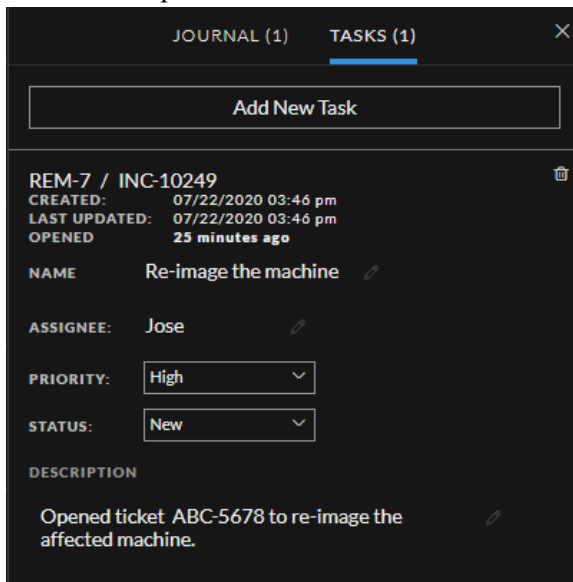 JOURNAL (1) TASKS (1)
Add New Task
REM-7 / INC-10249
CREATED: 07/22/2020 03:46 pm
LAST UPDATED: 07/22/2020 03:46 pm
OPENED 25 minutes ago
NAME Re-image the machine
ASSIGNEE: Jose
PRIORITY: High
STATUS: New
DESCRIPTION
Opened ticket ABC-5678 to re-image the
affected machine.